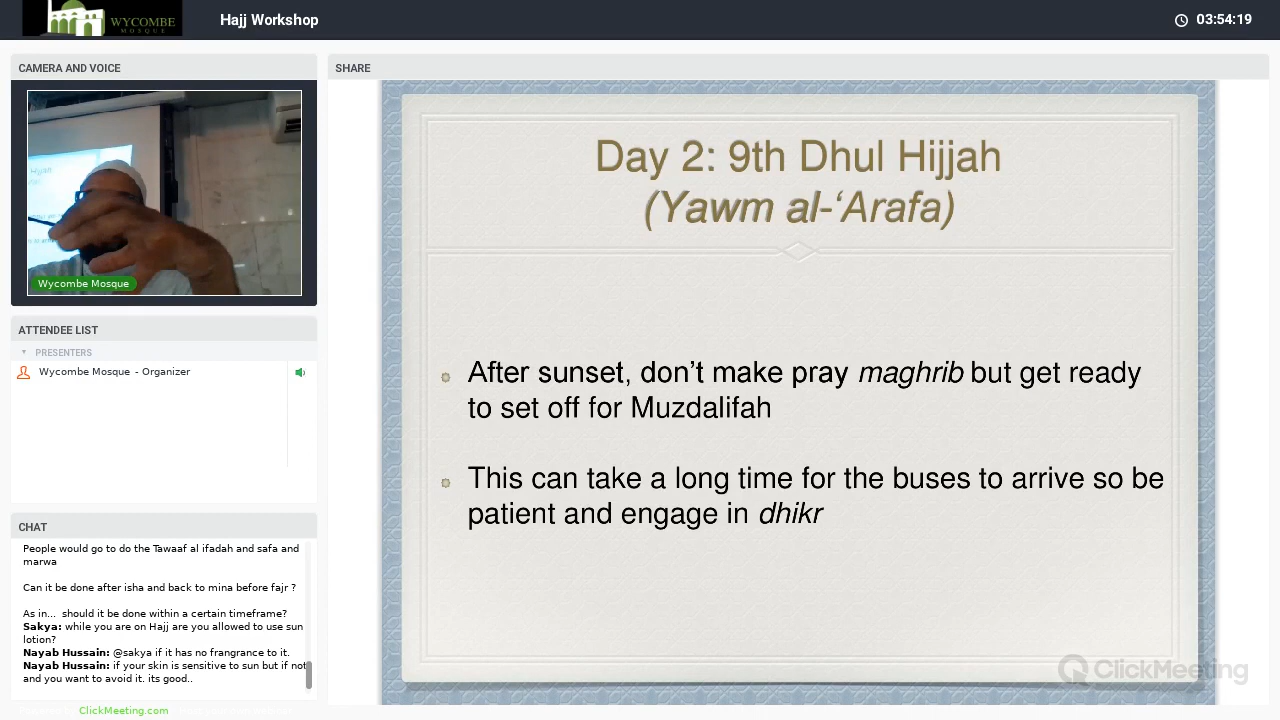 WYCOMBE
MOSQUE
Hajj Workshop
03:54:19
CAMERA AND VOICE
Wycombe Mosque
ATTENDEE LIST
PRESENTERS
Wycombe Mosque - Organizer
CHAT
People would go to do the Tawaaf al ifadah and safa and
marwa
Can it be done after isha and back to mina before fajr ?
As in... should it be done within a certain timeframe?
Sakya: while you are on Hajj are you allowed to use sun
lotion?
Nayab Hussain: @sakya if it has no frangrance to it.
Nayab Hussain: if your skin is sensitive to sun but if not
and you want to avoid it. its good..
ClickMeeting.com
SHARE
Day 2: 9th Dhul Hijjah
(Yawm al-‘Arafa)
After sunset, don’t make pray maghrib but get ready
to set off for Muzdalifah
This can take a long time for the buses to arrive so be
patient and engage in dhikr
ClickMeeting